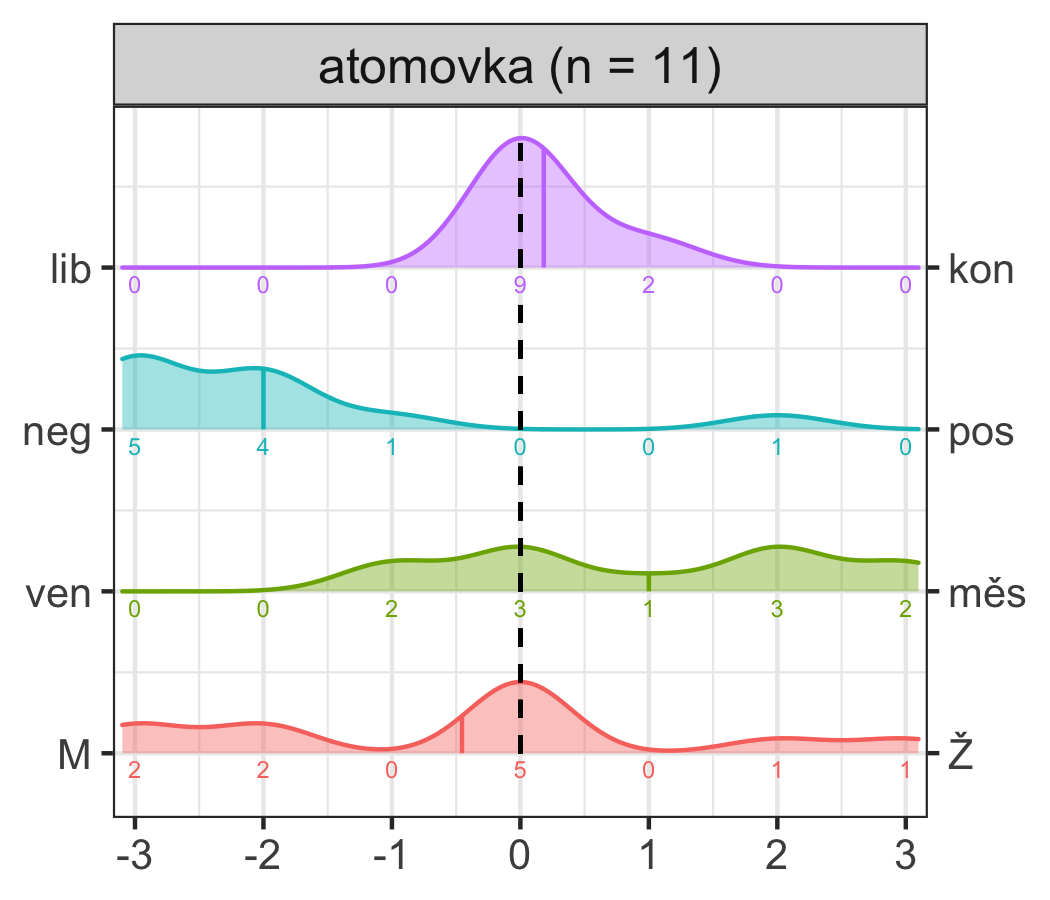 atomovka (n = 11)
lib kon
0 0 0 9 2 0 0
neg pos
5 4 1 0 0 1 0
ven měs
0 0 2 3 1 3 2
M Ž
2 2 0 5 0 1 1
-3 -2 -1 0 1 2 3